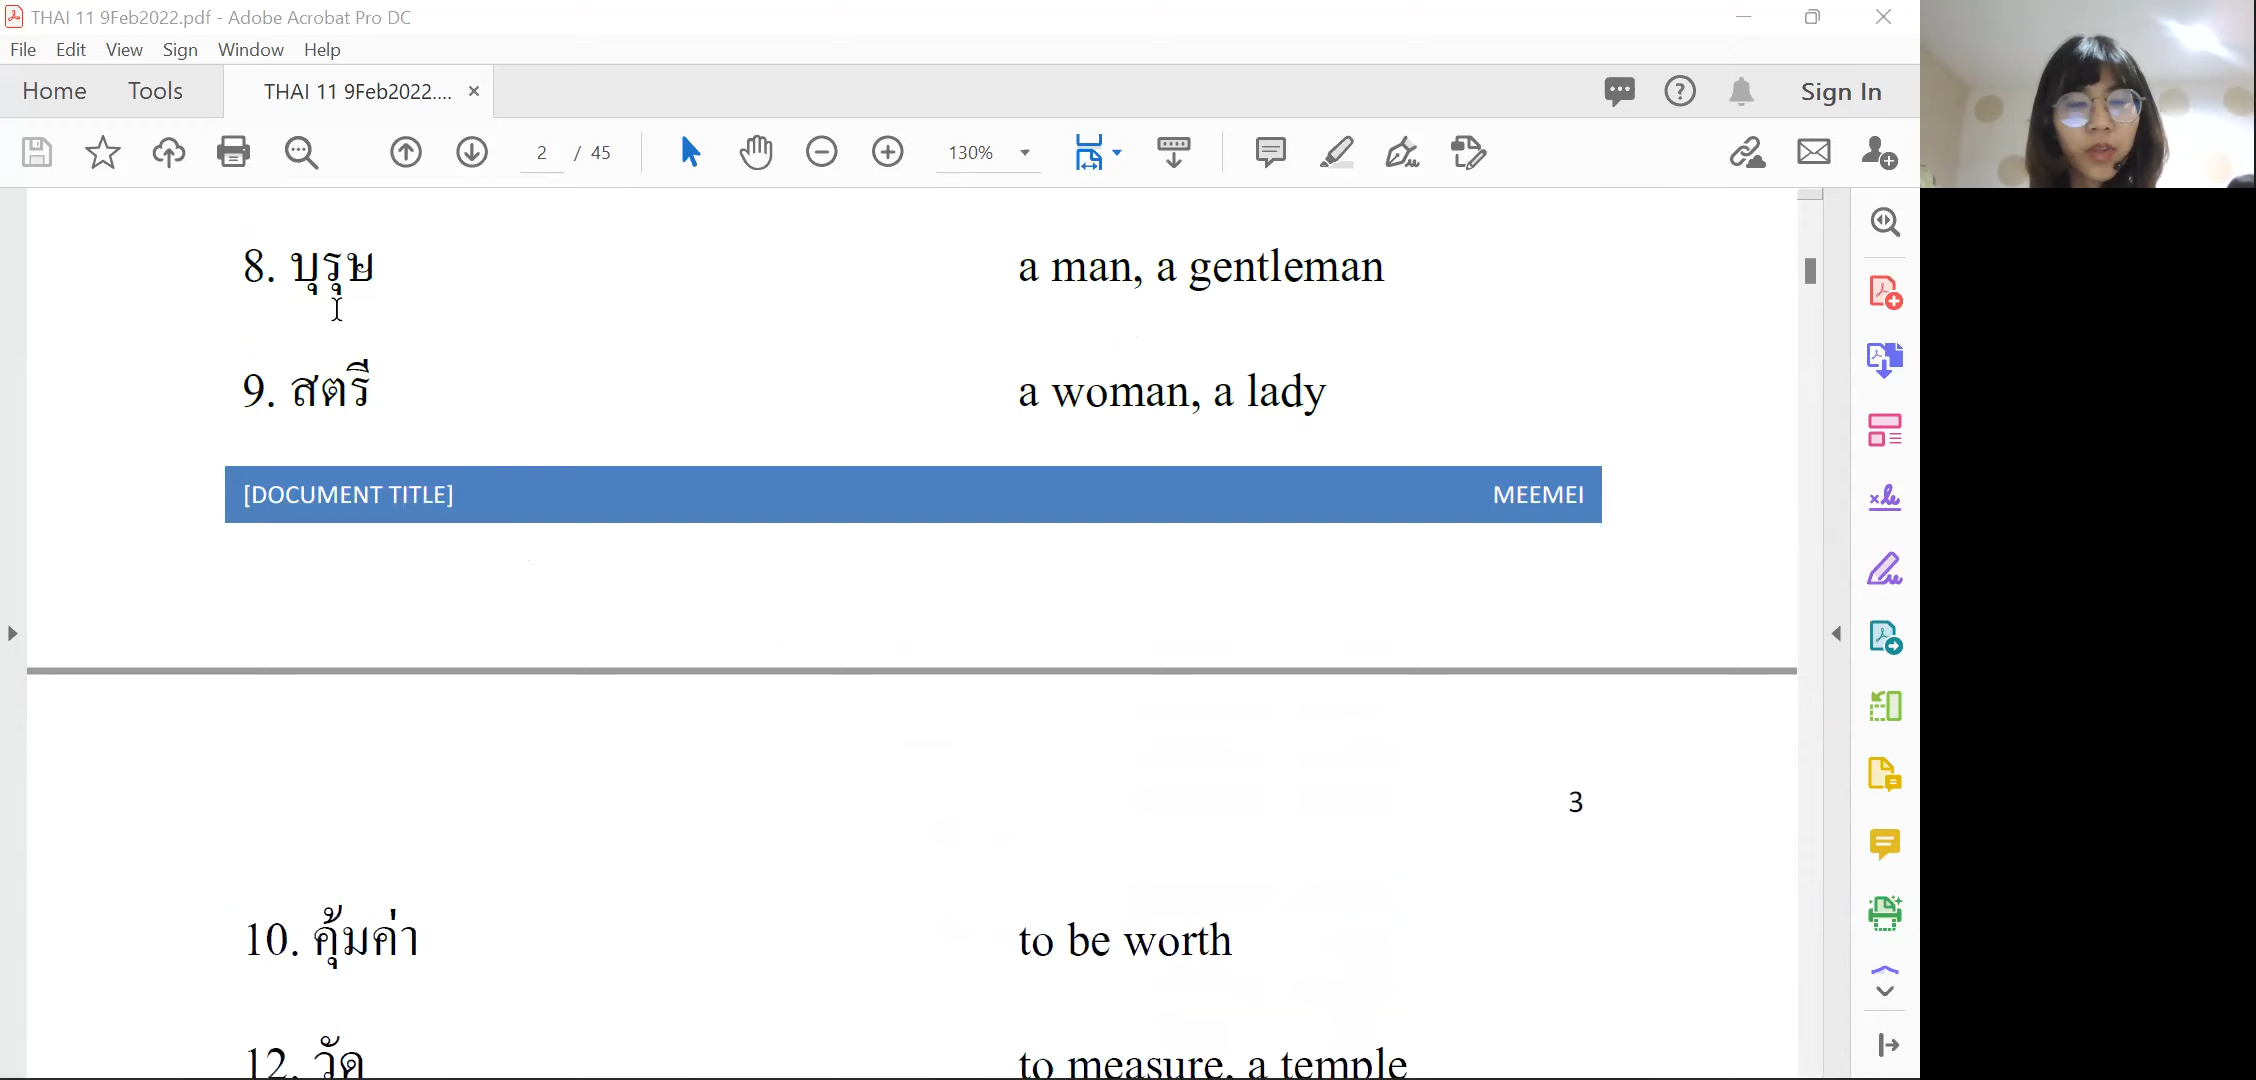 THAI 11 9Feb2022.pdf - Adobe Acrobat Pro DC
File Edit View Sign Window Help
Home Tools THAI 11 9Feb2022.... × Sign In
2 / 45 130%
8. บุรุษ a man, a gentleman
9. สตรี a woman, a lady
[DOCUMENT TITLE] MEEMEI
3
10. คุ้มค่า to be worth
12. วัด to measure, a temple